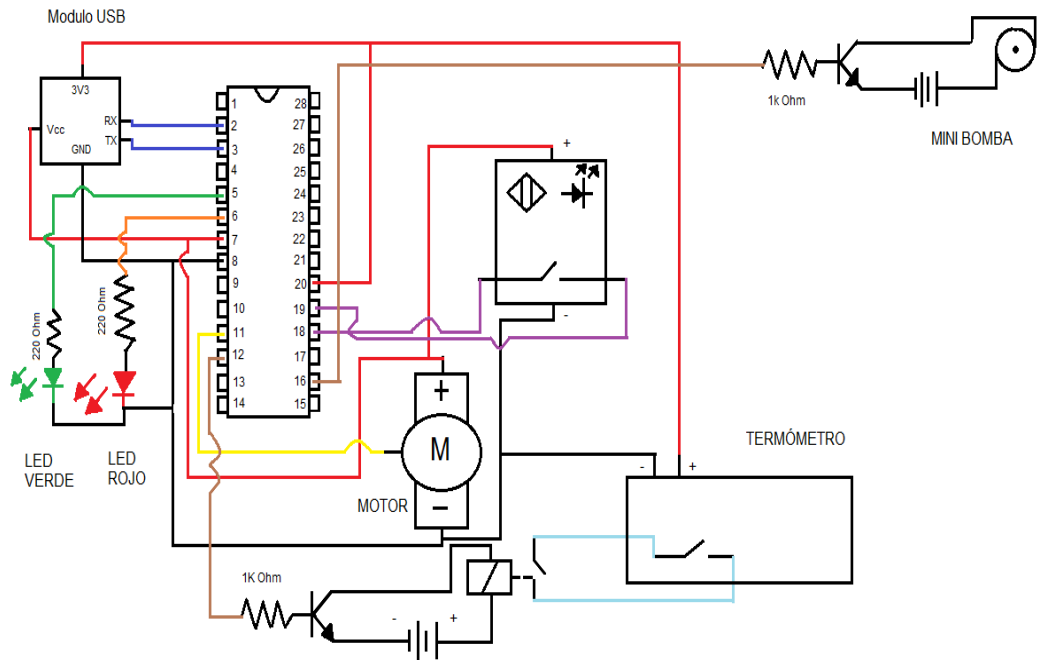 Modulo USB
3V3
RX
Vcc
TX
GND
1
2
3
4
5
6
7
8
9
10
11
12
13
14
28
27
26
25
24
23
22
21
20
19
18
17
16
15
1k Ohm
MINI BOMBA
+
-
220 Ohm
220 Ohm
LED
VERDE
LED
ROJO
+
M
-
MOTOR
TERMÓMETRO
-
+
1K Ohm
-
+